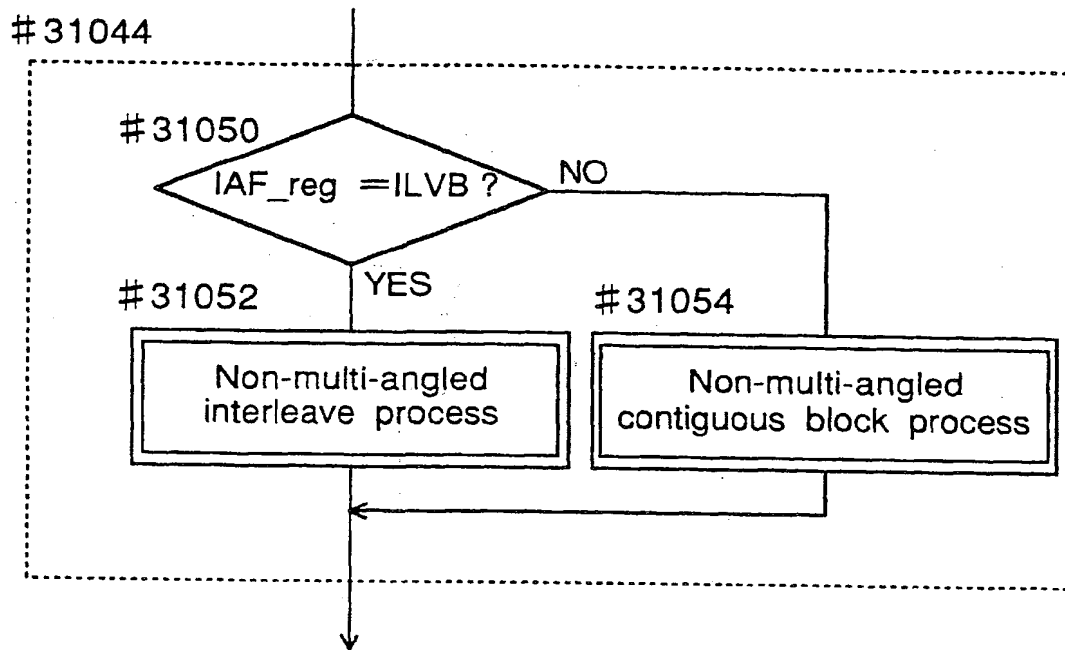 #31044
#31050
IAF_reg =ILVB ?
NO
YES
#31052
#31054
Non-multi-angled
interleave process
Non-multi-angled
contiguous block process